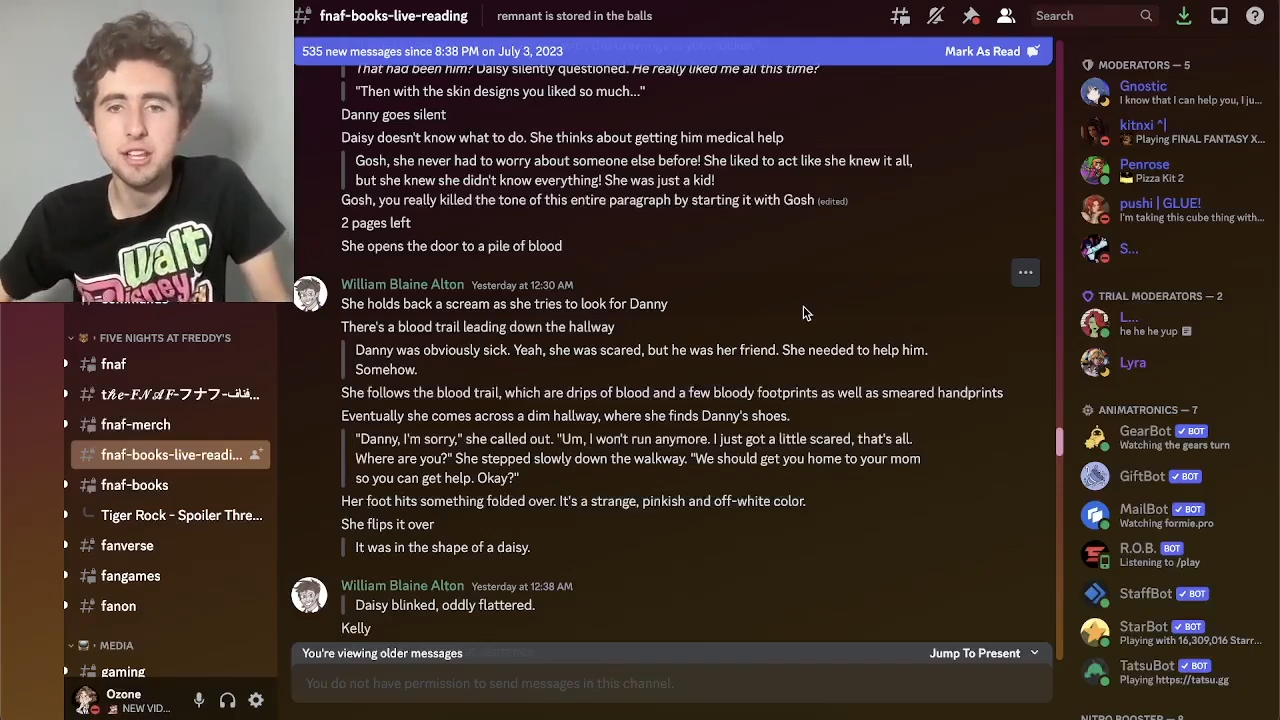 Walt
Disney
fnaf-books-live-reading
remnant is stored in the balls
Search
535 new messages since 8:38 PM on July 3, 2023
Mark As Read
That had been him? Daisy silently questioned. He really liked me all this time?
"Then with the skin designs you liked so much..."
Danny goes silent
Daisy doesn't know what to do. She thinks about getting him medical help
Gosh, she never had to worry about someone else before! She liked to act like she knew it all,
but she knew she didn't know everything! She was just a kid!
Gosh, you really killed the tone of this entire paragraph by starting it with Gosh (edited)
2 pages left
She opens the door to a pile of blood
William Blaine Alton Yesterday at 12:30 AM
She holds back a scream as she tries to look for Danny
There's a blood trail leading down the hallway
Danny was obviously sick. Yeah, she was scared, but he was her friend. She needed to help him.
Somehow.
She follows the blood trail, which are drips of blood and a few bloody footprints as well as smeared handprints
Eventually she comes across a dim hallway, where she finds Danny's shoes.
"Danny, I'm sorry," she called out. "Um, I won't run anymore. I just got a little scared, that's all.
Where are you?" She stepped slowly down the walkway. "We should get you home to your mom
so you can get help. Okay?"
Her foot hits something folded over. It's a strange, pinkish and off-white color.
She flips it over
It was in the shape of a daisy.
William Blaine Alton Yesterday at 12:38 AM
Daisy blinked, oddly flattered.
Kelly
You're viewing older messages
Jump To Present
You do not have permission to send messages in this channel.
FIVE NIGHTS AT FREDDY'S
fnaf
fnaf-merch
fnaf-books-live-readi...
fnaf-books
Tiger Rock - Spoiler Thre...
fanverse
fangames
fanon
MEDIA
gaming
Ozone
NEW VID...
MODERATORS — 5
Gnostic
I know that I can help you, I ju...
kitnxi ^|
Playing FINAL FANTASY X...
Penrose
Pizza Kit 2
pushi | GLUE!
I'm taking this cube thing with...
S...
TRIAL MODERATORS — 2
L...
he he he yup
Lyra
ANIMATRONICS — 7
GearBot BOT
Watching the gears turn
GiftBot BOT
MailBot BOT
Watching formie.pro
R.O.B. BOT
Listening to /play
StaffBot BOT
StarBot BOT
Playing with 16,309,016 Starr...
TatsuBot BOT
Playing https://tatsu.gg
NITRO BOOSTER — 8